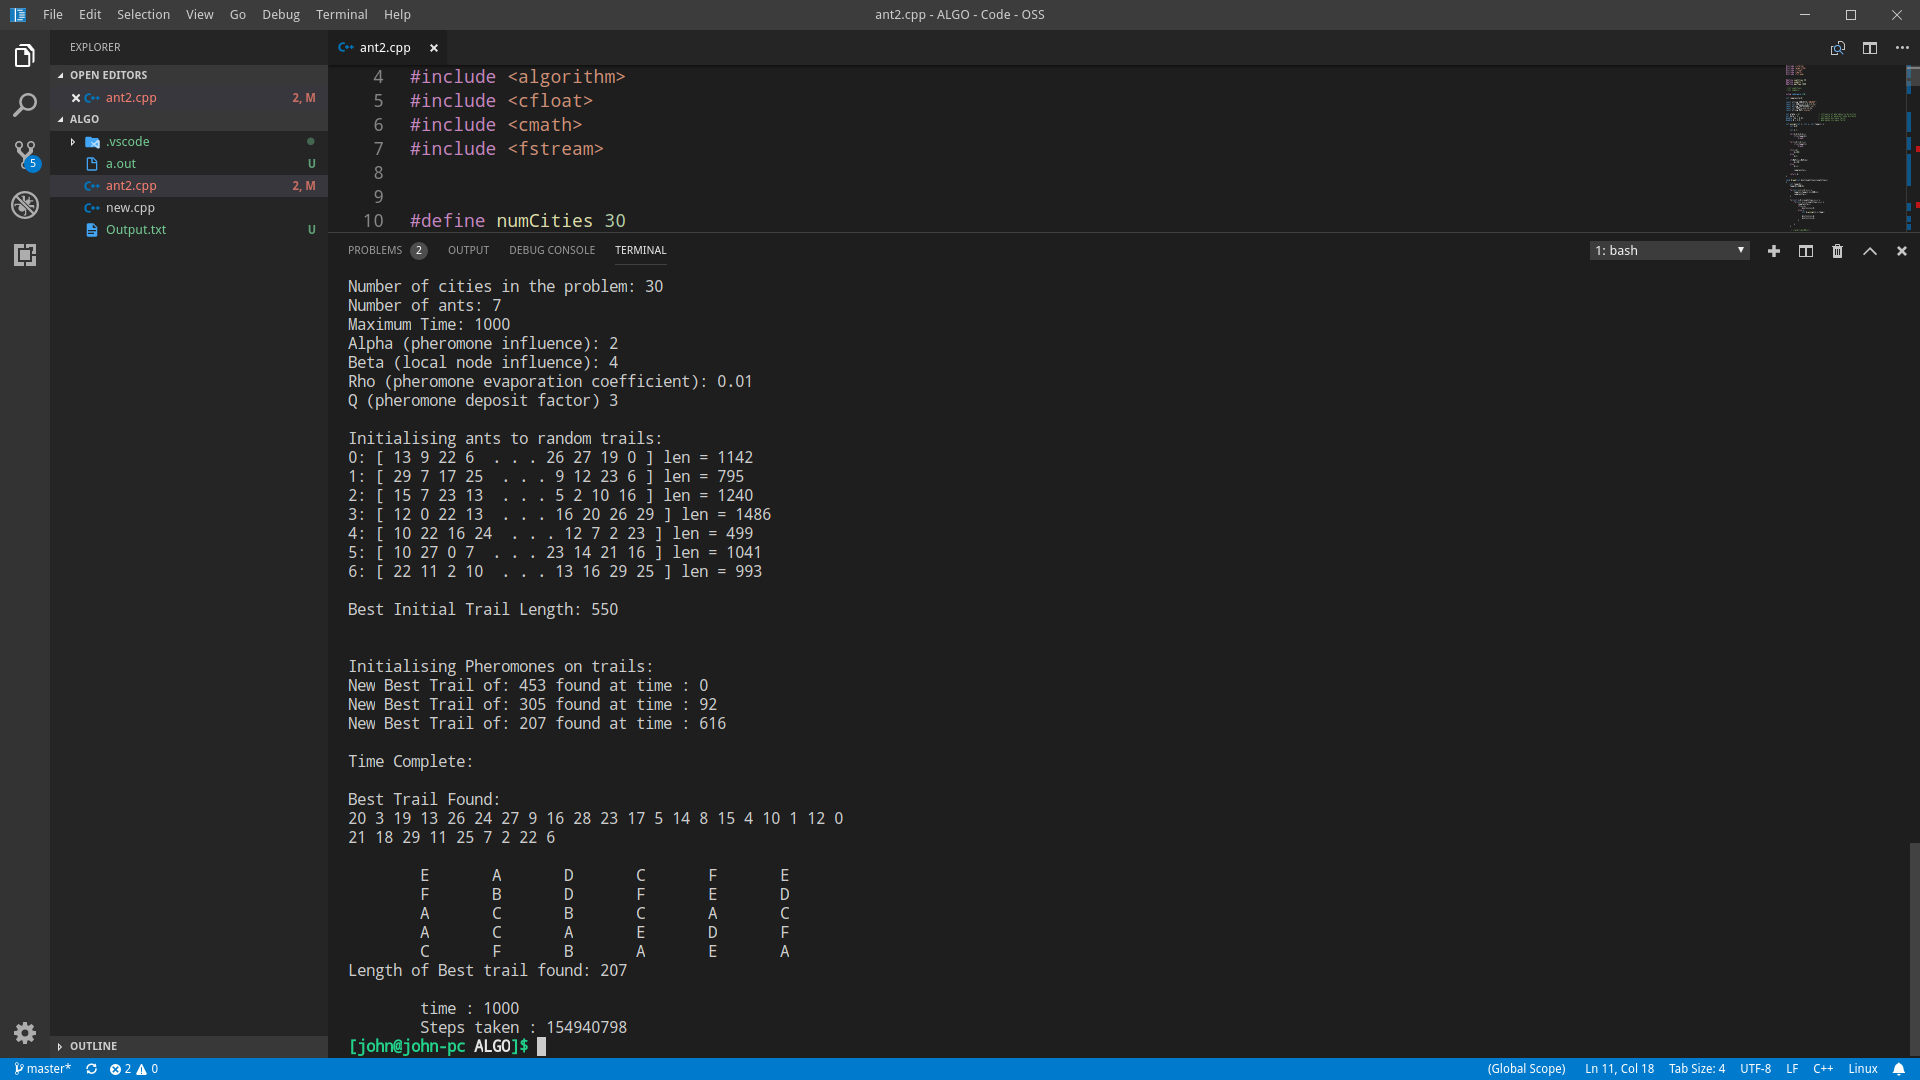 File Edit Selection View Go Debug Terminal Help
ant2.cpp - ALGO - Code - OSS
EXPLORER
OPEN EDITORS
ant2.cpp 2, M
ALGO
.vscode
a.out U
ant2.cpp 2, M
new.cpp
Output.txt U
OUTLINE
5
ant2.cpp
4 #include <algorithm>
5 #include <cfloat>
6 #include <cmath>
7 #include <fstream>
8
9
10 #define numCities 30
PROBLEMS 2 OUTPUT DEBUG CONSOLE TERMINAL
1: bash
Number of cities in the problem: 30
Number of ants: 7
Maximum Time: 1000
Alpha (pheromone influence): 2
Beta (local node influence): 4
Rho (pheromone evaporation coefficient): 0.01
Q (pheromone deposit factor) 3
Initialising ants to random trails:
0: [ 13 9 22 6 . . . 26 27 19 0 ] len = 1142
1: [ 29 7 17 25 . . . 9 12 23 6 ] len = 795
2: [ 15 7 23 13 . . . 5 2 10 16 ] len = 1240
3: [ 12 0 22 13 . . . 16 20 26 29 ] len = 1486
4: [ 10 22 16 24 . . . 12 7 2 23 ] len = 499
5: [ 10 27 0 7 . . . 23 14 21 16 ] len = 1041
6: [ 22 11 2 10 . . . 13 16 29 25 ] len = 993
Best Initial Trail Length: 550
Initialising Pheromones on trails:
New Best Trail of: 453 found at time : 0
New Best Trail of: 305 found at time : 92
New Best Trail of: 207 found at time : 616
Time Complete:
Best Trail Found:
20 3 19 13 26 24 27 9 16 28 23 17 5 14 8 15 4 10 1 12 0
21 18 29 11 25 7 2 22 6
E A D C F E
F B D F E D
A C B C A C
A C A E D F
C F B A E A
Length of Best trail found: 207
time : 1000
Steps taken : 154940798
[john@john-pc ALGO]$
master* 2 0
(Global Scope) Ln 11, Col 18 Tab Size: 4 UTF-8 LF C++ Linux